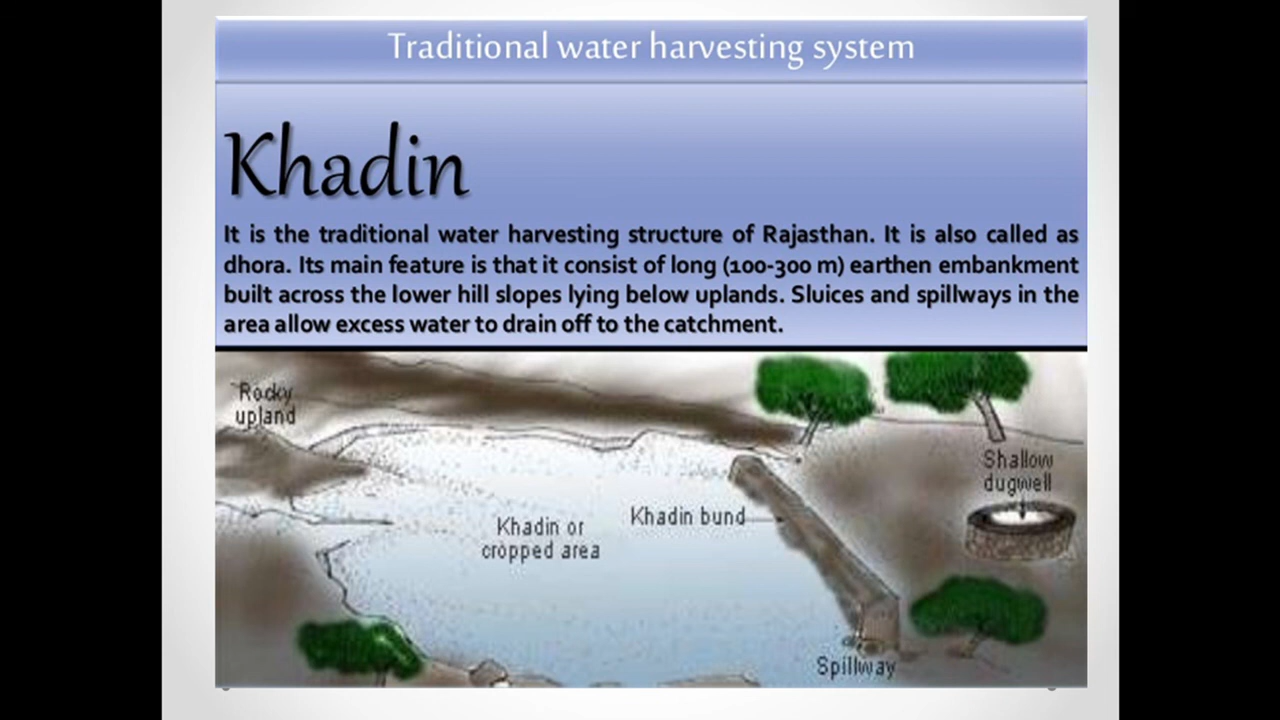 Traditional water harvesting system
Khadin
It is the traditional water harvesting structure of Rajasthan. It is also called as
dhora. Its main feature is that it consist of long (100-300 m) earthen embankment
built across the lower hill slopes lying below uplands. Sluices and spillways in the
area allow excess water to drain off to the catchment.
Rocky
upland
Shallow
dugwell
Khadin or
cropped area
Khadin bund
Spillway